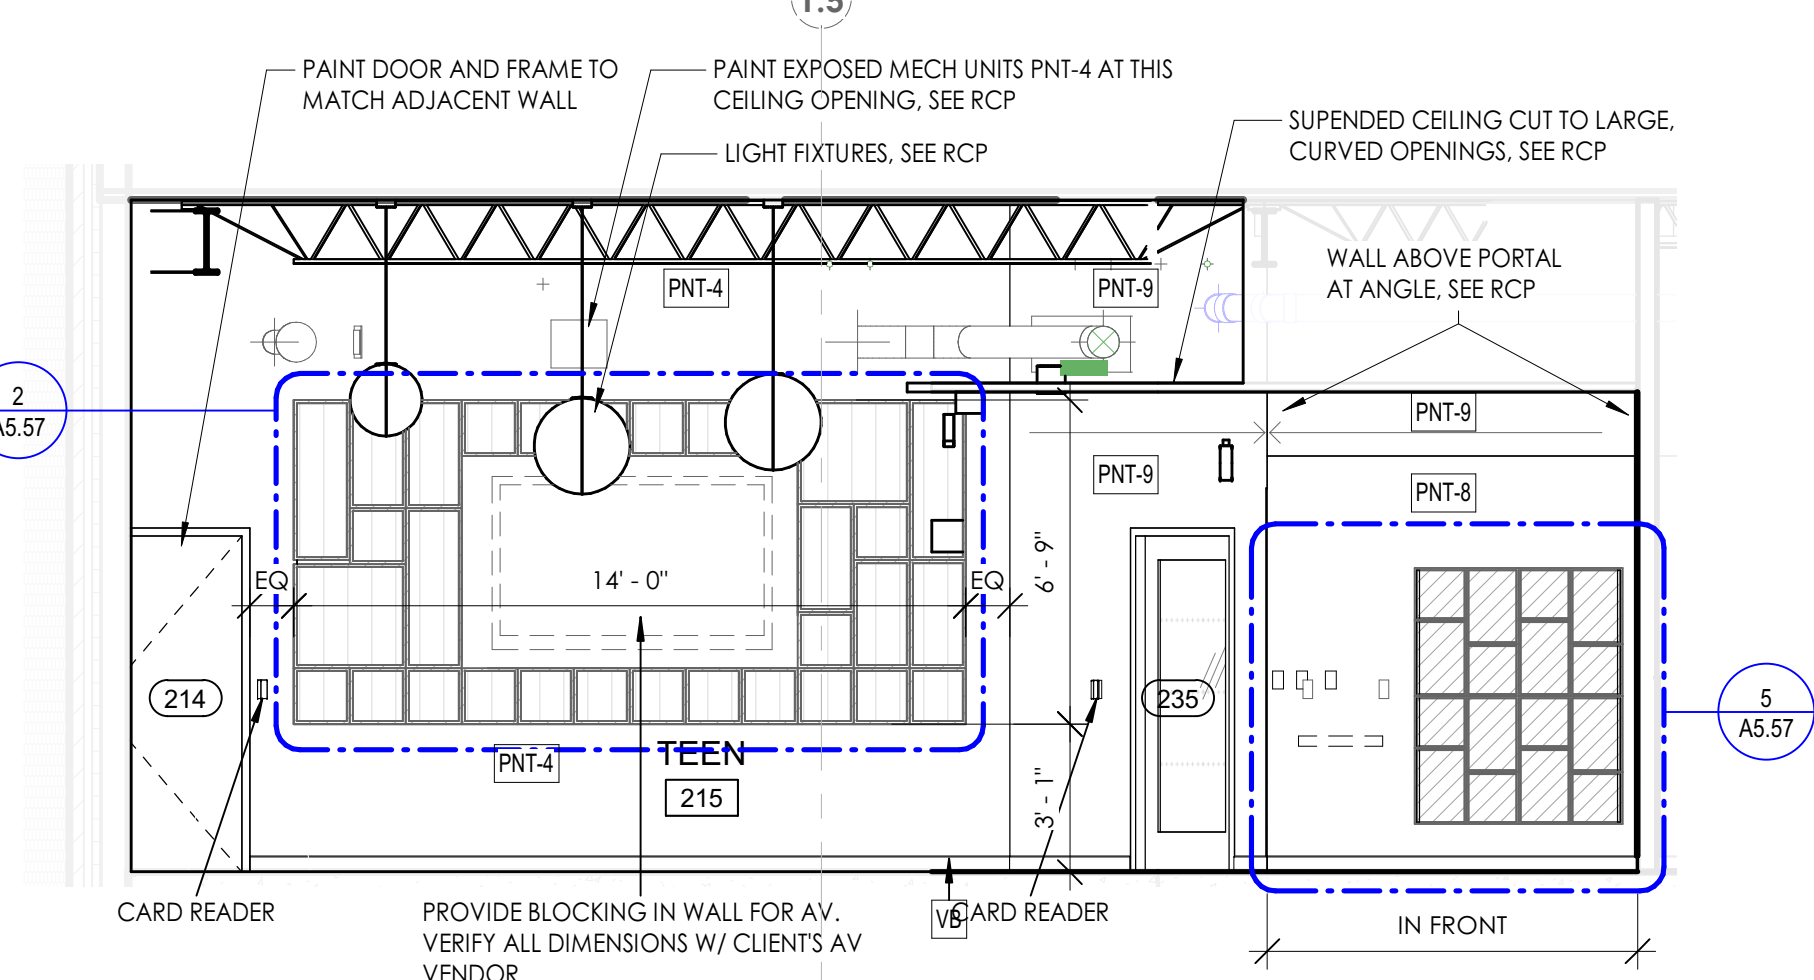 1.5
PAINT DOOR AND FRAME TO
MATCH ADJACENT WALL
PAINT EXPOSED MECH UNITS PNT-4 AT THIS
CEILING OPENING, SEE RCP
LIGHT FIXTURES, SEE RCP
SUPENDED CEILING CUT TO LARGE,
CURVED OPENINGS, SEE RCP
WALL ABOVE PORTAL
AT ANGLE, SEE RCP
PNT-4
PNT-9
2
A5.57
PNT-9
PNT-9
PNT-8
EQ
14' - 0"
EQ
6' - 9"
214
235
5
A5.57
PNT-4
TEEN
215
3' - 1"
CARD READER
PROVIDE BLOCKING IN WALL FOR AV.
VERIFY ALL DIMENSIONS W/ CLIENT'S AV
VENDOR
VB
CARD READER
IN FRONT